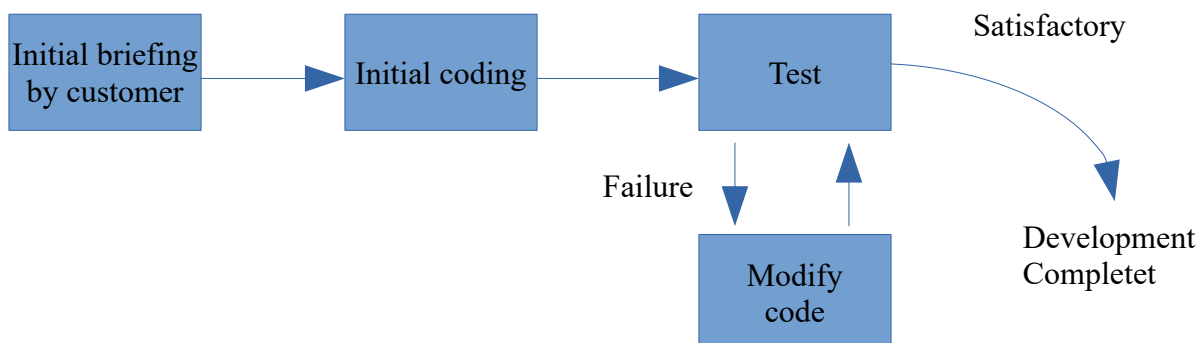 Initial briefing
by customer
Initial coding
Test
Satisfactory
Failure
Modify
code
Development
Completet